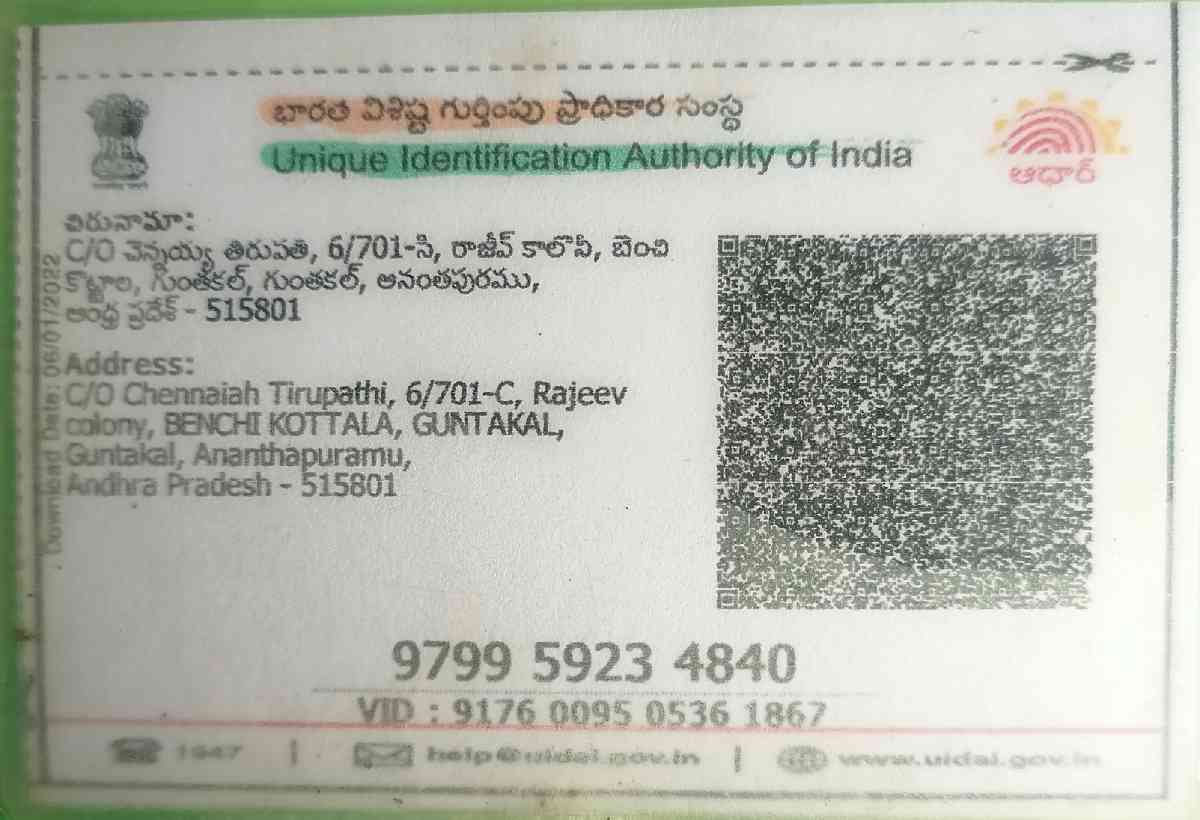 భారత విశిష్ట గుర్తింపు ప్రాధికార సంస్థ
Unique Identification Authority of India
ఆధార్
చిరునామా:
C/O చెన్నయ్య తిరుపతి, 6/701-సి, రాజీవ్ కాలొనీ, బెంచి
కొట్టాల, గుంతకల్, గుంతకల్, అనంతపురము,
ఆంధ్ర ప్రదేశ్ - 515801
Address:
C/O Chennaiah Tirupathi, 6/701-C, Rajeev
colony, BENCHI KOTTALA, GUNTAKAL,
Guntakal, Ananthapuramu,
Andhra Pradesh - 515801
Download Date: 06/01/2022
9799 5923 4840
VID : 9176 0095 0536 1867
1947 | help@uidai.gov.in | www.uidai.gov.in